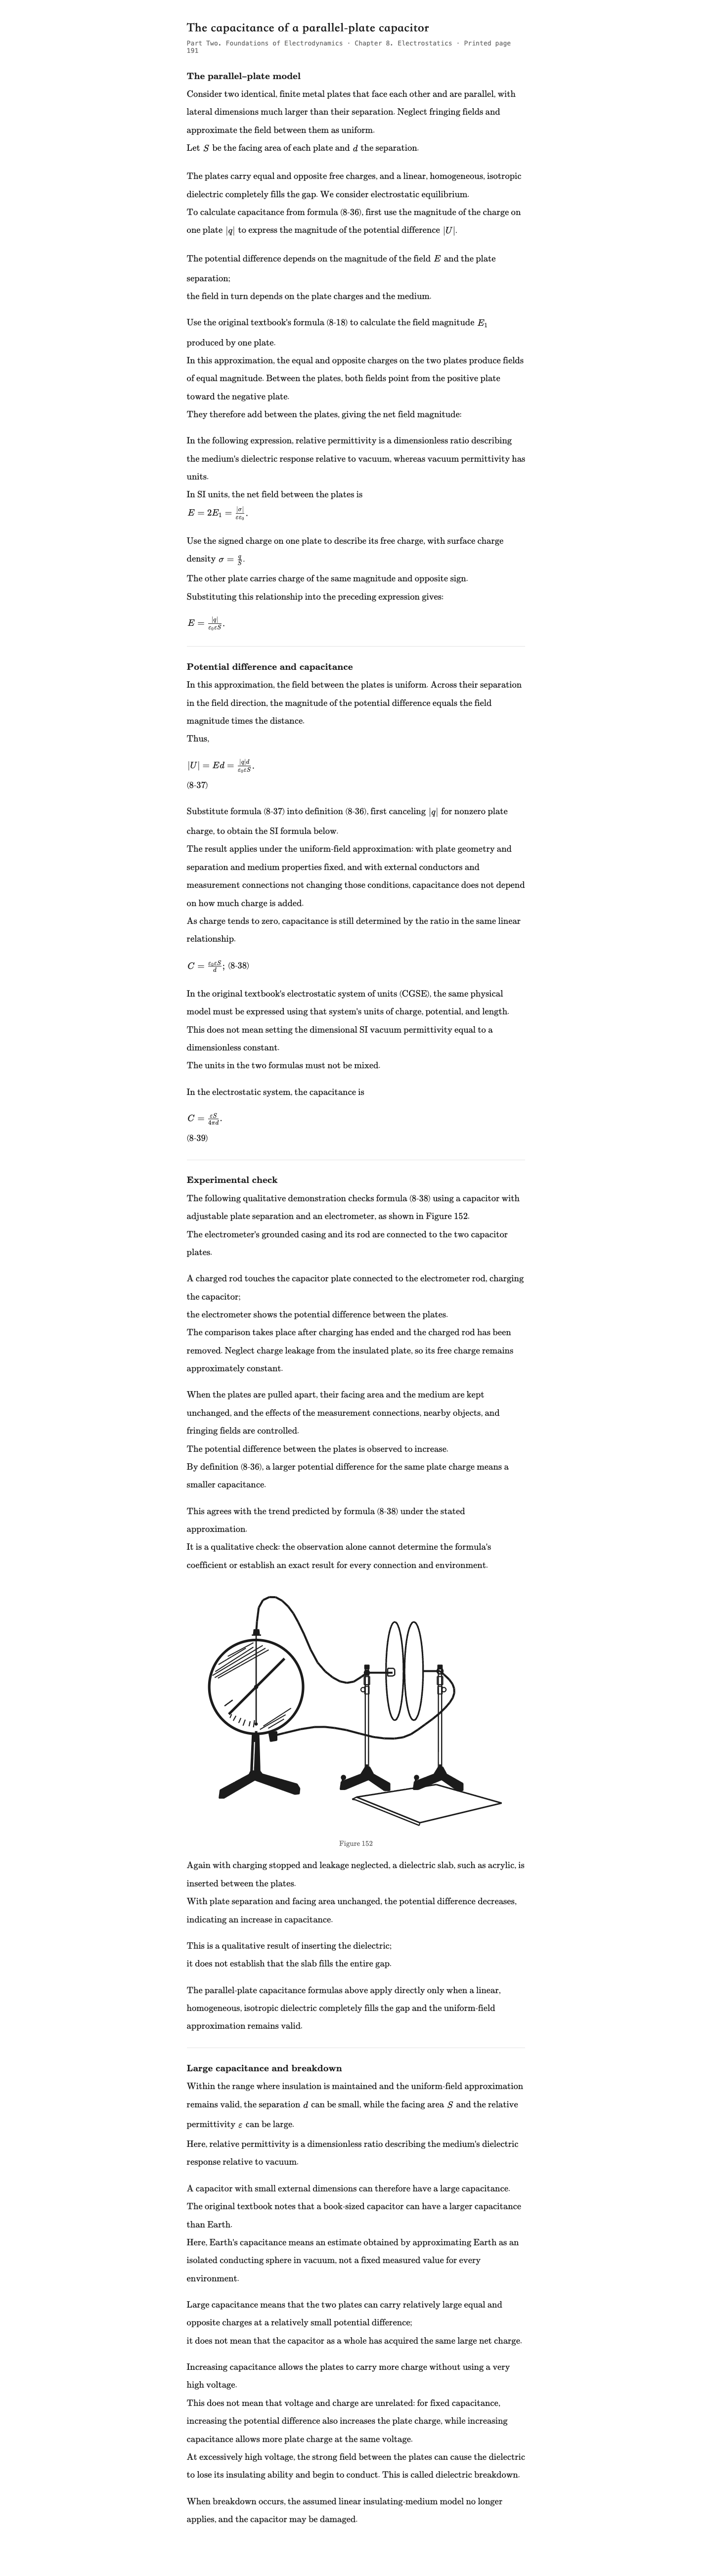 The capacitance of a parallel-plate capacitor
Part Two. Foundations of Electrodynamics · Chapter 8. Electrostatics · Printed page
191
The parallel-plate model
Consider two identical, finite metal plates that face each other and are parallel, with
lateral dimensions much larger than their separation. Neglect fringing fields and
approximate the field between them as uniform.
Let S be the facing area of each plate and d the separation.
The plates carry equal and opposite free charges, and a linear, homogeneous, isotropic
dielectric completely fills the gap. We consider electrostatic equilibrium.
To calculate capacitance from formula (8-36), first use the magnitude of the charge on
one plate |q| to express the magnitude of the potential difference |U|.
The potential difference depends on the magnitude of the field E and the plate
separation;
the field in turn depends on the plate charges and the medium.
Use the original textbook's formula (8-18) to calculate the field magnitude E₁
produced by one plate.
In this approximation, the equal and opposite charges on the two plates produce fields
of equal magnitude. Between the plates, both fields point from the positive plate
toward the negative plate.
They therefore add between the plates, giving the net field magnitude:
In the following expression, relative permittivity is a dimensionless ratio describing
the medium's dielectric response relative to vacuum, whereas vacuum permittivity has
units.
In SI units, the net field between the plates is
E = 2E₁ = |σ|/εε₀.
Use the signed charge on one plate to describe its free charge, with surface charge
density σ = q/S.
The other plate carries charge of the same magnitude and opposite sign.
Substituting this relationship into the preceding expression gives:
E = |q|/ε₀εS.
Potential difference and capacitance
In this approximation, the field between the plates is uniform. Across their separation
in the field direction, the magnitude of the potential difference equals the field
magnitude times the distance.
Thus,
|U| = Ed = |q|d/ε₀εS.
(8-37)
Substitute formula (8-37) into definition (8-36), first canceling |q| for nonzero plate
charge, to obtain the SI formula below.
The result applies under the uniform-field approximation: with plate geometry and
separation and medium properties fixed, and with external conductors and
measurement connections not changing those conditions, capacitance does not depend
on how much charge is added.
As charge tends to zero, capacitance is still determined by the ratio in the same linear
relationship.
C = ε₀εS/d; (8-38)
In the original textbook's electrostatic system of units (CGSE), the same physical
model must be expressed using that system's units of charge, potential, and length.
This does not mean setting the dimensional SI vacuum permittivity equal to a
dimensionless constant.
The units in the two formulas must not be mixed.
In the electrostatic system, the capacitance is
C = εS/4πd.
(8-39)
Experimental check
The following qualitative demonstration checks formula (8-38) using a capacitor with
adjustable plate separation and an electrometer, as shown in Figure 152.
The electrometer's grounded casing and its rod are connected to the two capacitor
plates.
A charged rod touches the capacitor plate connected to the electrometer rod, charging
the capacitor;
the electrometer shows the potential difference between the plates.
The comparison takes place after charging has ended and the charged rod has been
removed. Neglect charge leakage from the insulated plate, so its free charge remains
approximately constant.
When the plates are pulled apart, their facing area and the medium are kept
unchanged, and the effects of the measurement connections, nearby objects, and
fringing fields are controlled.
The potential difference between the plates is observed to increase.
By definition (8-36), a larger potential difference for the same plate charge means a
smaller capacitance.
This agrees with the trend predicted by formula (8-38) under the stated
approximation.
It is a qualitative check: the observation alone cannot determine the formula's
coefficient or establish an exact result for every connection and environment.
Figure 152
Again with charging stopped and leakage neglected, a dielectric slab, such as acrylic, is
inserted between the plates.
With plate separation and facing area unchanged, the potential difference decreases,
indicating an increase in capacitance.
This is a qualitative result of inserting the dielectric;
it does not establish that the slab fills the entire gap.
The parallel-plate capacitance formulas above apply directly only when a linear,
homogeneous, isotropic dielectric completely fills the gap and the uniform-field
approximation remains valid.
Large capacitance and breakdown
Within the range where insulation is maintained and the uniform-field approximation
remains valid, the separation d can be small, while the facing area S and the relative
permittivity ε can be large.
Here, relative permittivity is a dimensionless ratio describing the medium's dielectric
response relative to vacuum.
A capacitor with small external dimensions can therefore have a large capacitance.
The original textbook notes that a book-sized capacitor can have a larger capacitance
than Earth.
Here, Earth's capacitance means an estimate obtained by approximating Earth as an
isolated conducting sphere in vacuum, not a fixed measured value for every
environment.
Large capacitance means that the two plates can carry relatively large equal and
opposite charges at a relatively small potential difference;
it does not mean that the capacitor as a whole has acquired the same large net charge.
Increasing capacitance allows the plates to carry more charge without using a very
high voltage.
This does not mean that voltage and charge are unrelated: for fixed capacitance,
increasing the potential difference also increases the plate charge, while increasing
capacitance allows more plate charge at the same voltage.
At excessively high voltage, the strong field between the plates can cause the dielectric
to lose its insulating ability and begin to conduct. This is called dielectric breakdown.
When breakdown occurs, the assumed linear insulating-medium model no longer
applies, and the capacitor may be damaged.